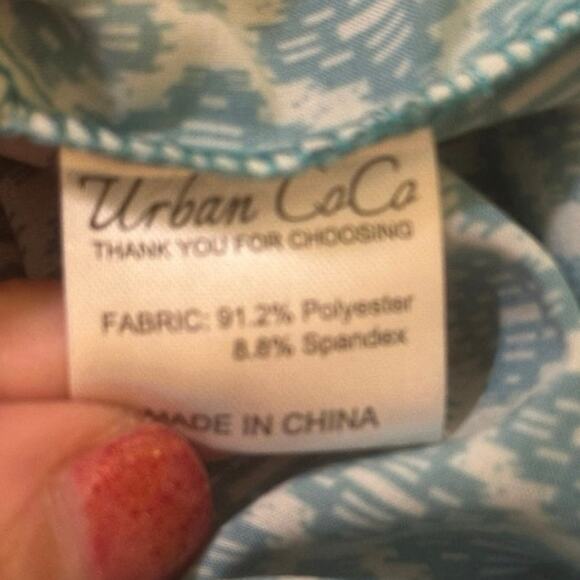 Urban CoCo
THANK YOU FOR CHOOSING
FABRIC: 91.2% Polyester
8.8% Spandex
MADE IN CHINA